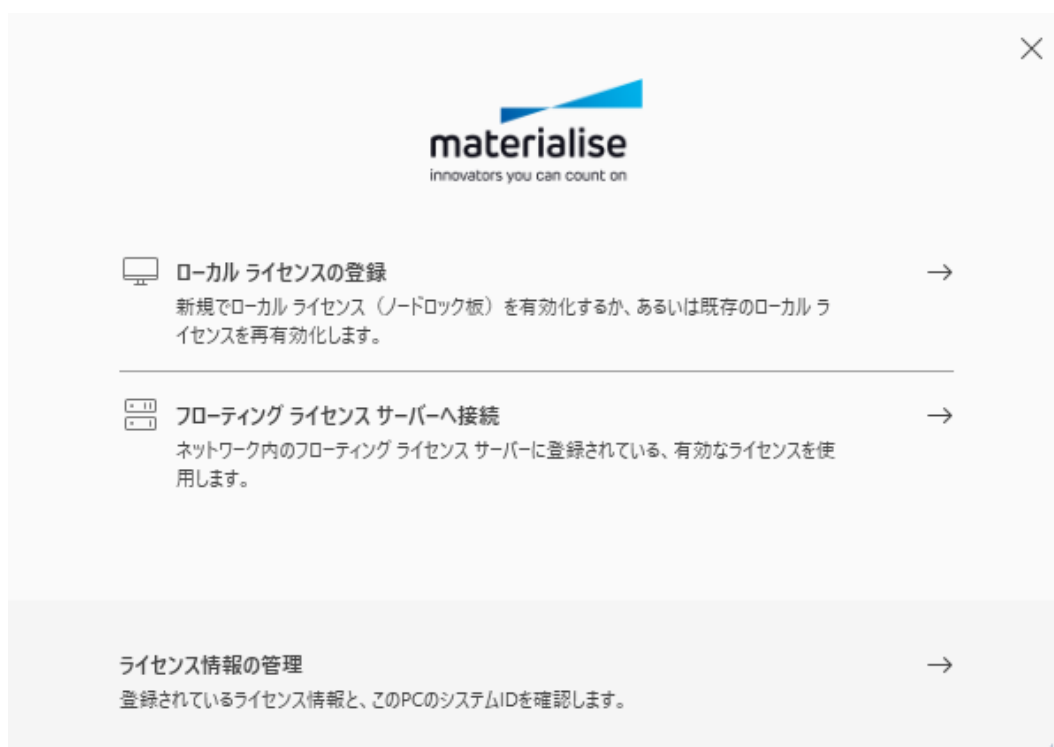 materialise
innovators you can count on
ローカル ライセンスの登録
新規でローカル ライセンス（ノードロック板）を有効化するか、あるいは既存のローカル ラ
イセンスを再有効化します。
フローティング ライセンス サーバーへ接続
ネットワーク内のフローティング ライセンス サーバーに登録されている、有効なライセンスを使
用します。
ライセンス情報の管理
登録されているライセンス情報と、このPCのシステムIDを確認します。